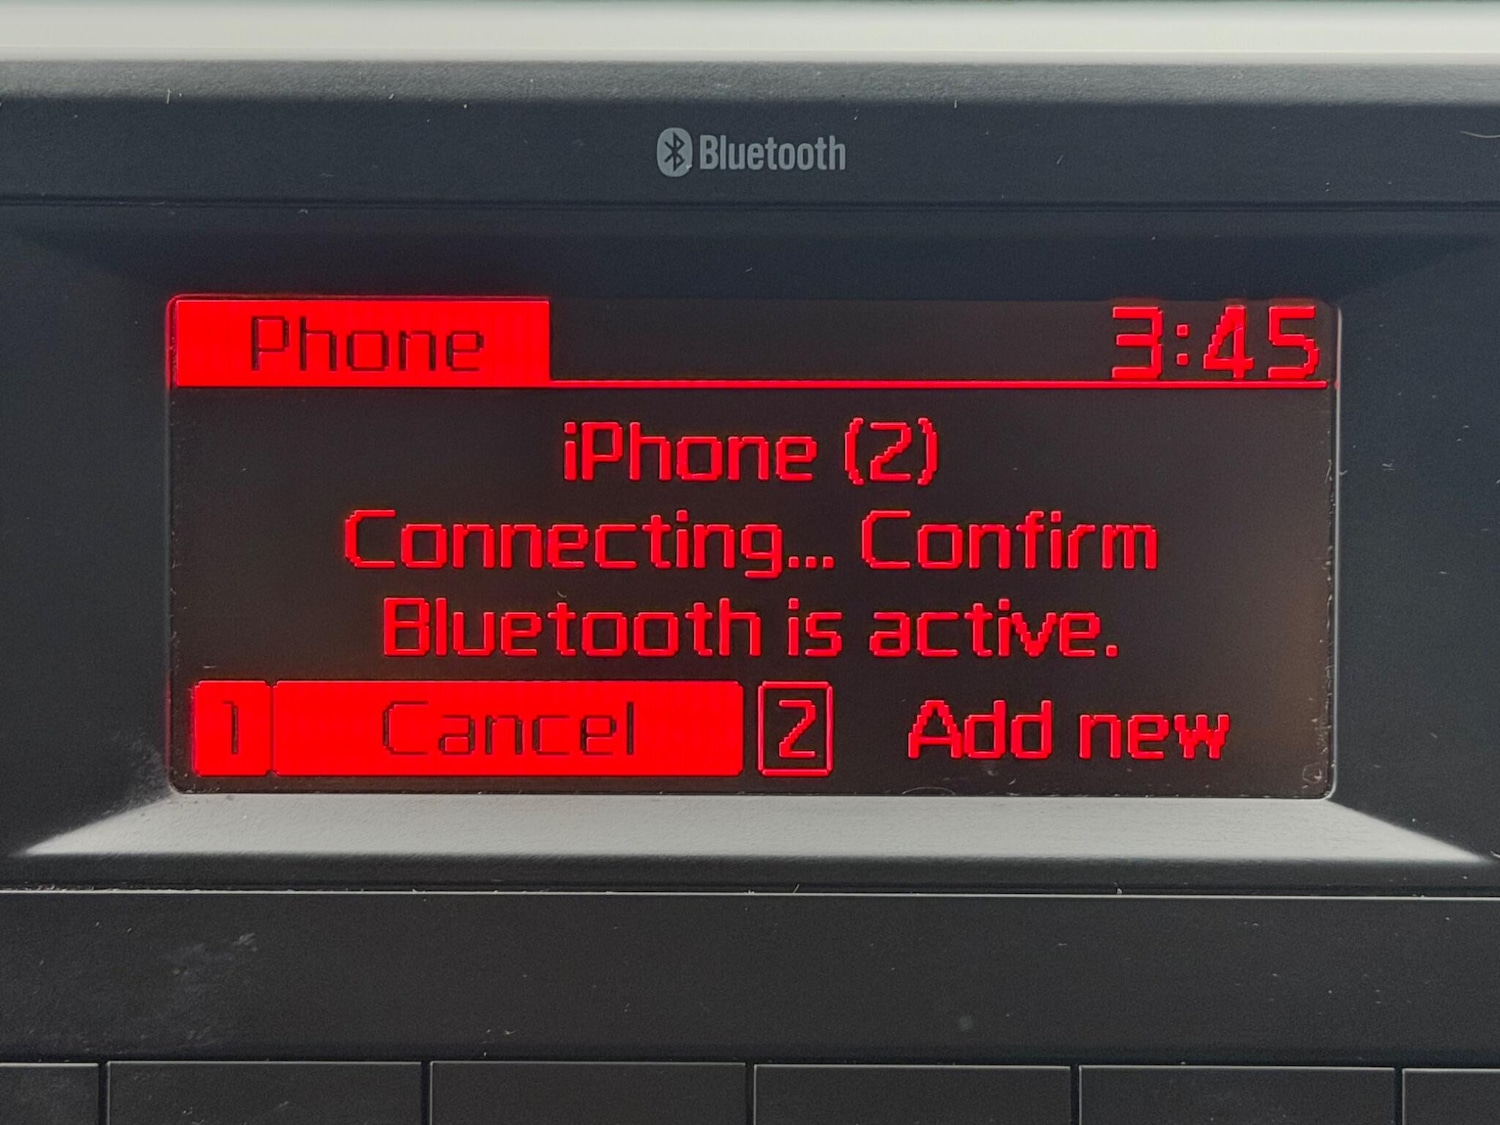 Bluetooth
Phone 3:45
iPhone (2)
Connecting... Confirm
Bluetooth is active.
1 Cancel 2 Add new